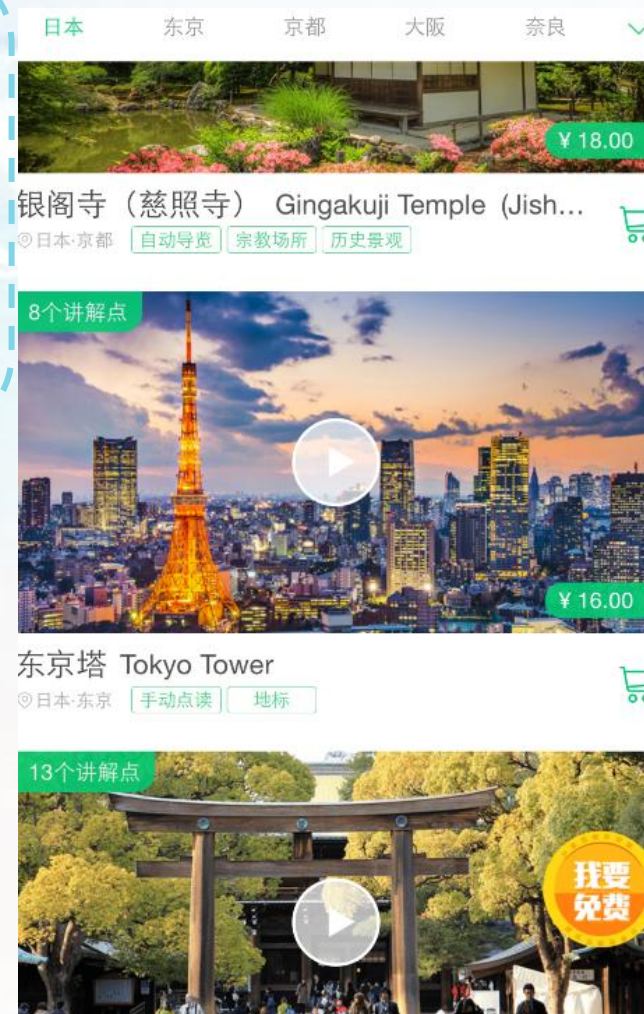 日本 东京 京都 大阪 奈良
¥ 18.00
银阁寺（慈照寺） Gingakuji Temple (Jish...
日本·京都 自动导览 宗教场所 历史景观
8个讲解点
¥ 16.00
东京塔 Tokyo Tower
日本·东京 手动点读 地标
13个讲解点
我要
免费